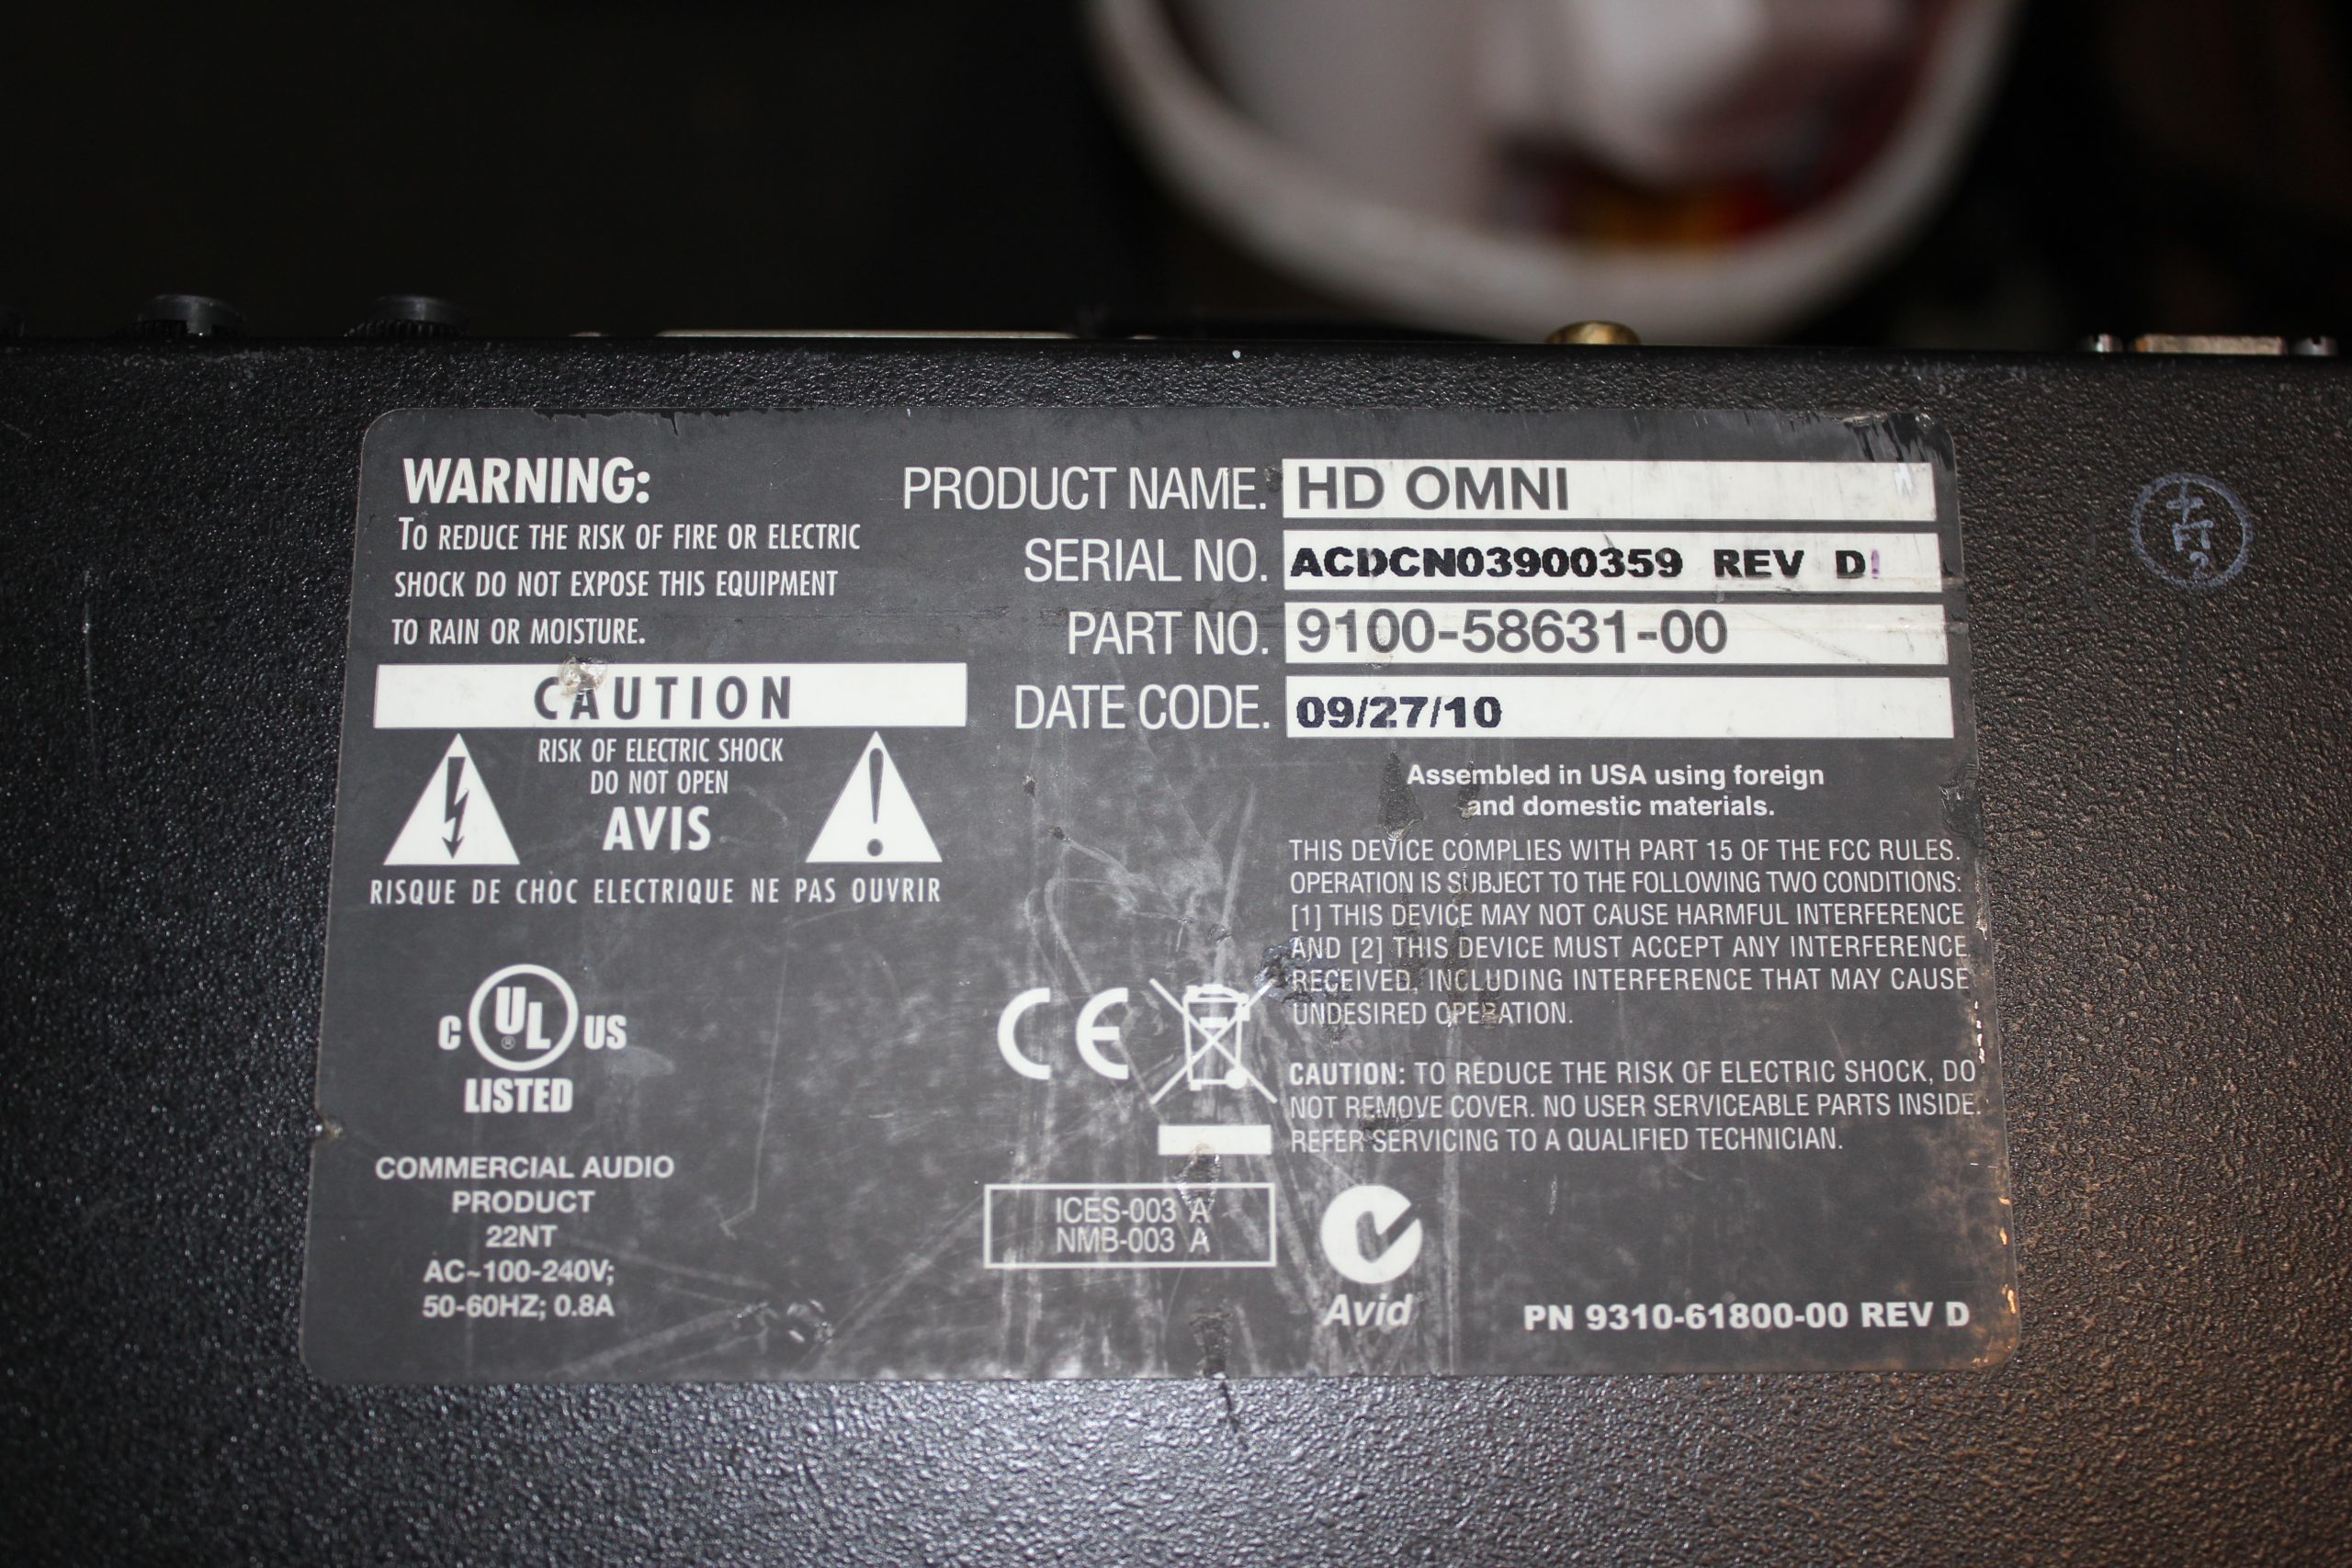 WARNING:
TO REDUCE THE RISK OF FIRE OR ELECTRIC
SHOCK DO NOT EXPOSE THIS EQUIPMENT
TO RAIN OR MOISTURE.
CAUTION
RISK OF ELECTRIC SHOCK
DO NOT OPEN
AVIS
RISQUE DE CHOC ELECTRIQUE NE PAS OUVRIR
C UL ® US
LISTED
COMMERCIAL AUDIO
PRODUCT
22NT
AC~100-240V;
50-60HZ; 0.8A
PRODUCT NAME. HD OMNI
SERIAL NO. ACDCN03900359 REV D
PART NO. 9100-58631-00
DATE CODE. 09/27/10
Assembled in USA using foreign
and domestic materials.
THIS DEVICE COMPLIES WITH PART 15 OF THE FCC RULES.
OPERATION IS SUBJECT TO THE FOLLOWING TWO CONDITIONS:
[1] THIS DEVICE MAY NOT CAUSE HARMFUL INTERFERENCE
AND [2] THIS DEVICE MUST ACCEPT ANY INTERFERENCE
RECEIVED, INCLUDING INTERFERENCE THAT MAY CAUSE
UNDESIRED OPERATION.
CE
CAUTION: TO REDUCE THE RISK OF ELECTRIC SHOCK, DO
NOT REMOVE COVER. NO USER SERVICEABLE PARTS INSIDE.
REFER SERVICING TO A QUALIFIED TECHNICIAN.
ICES-003 A
NMB-003 A
Avid
PN 9310-61800-00 REV D